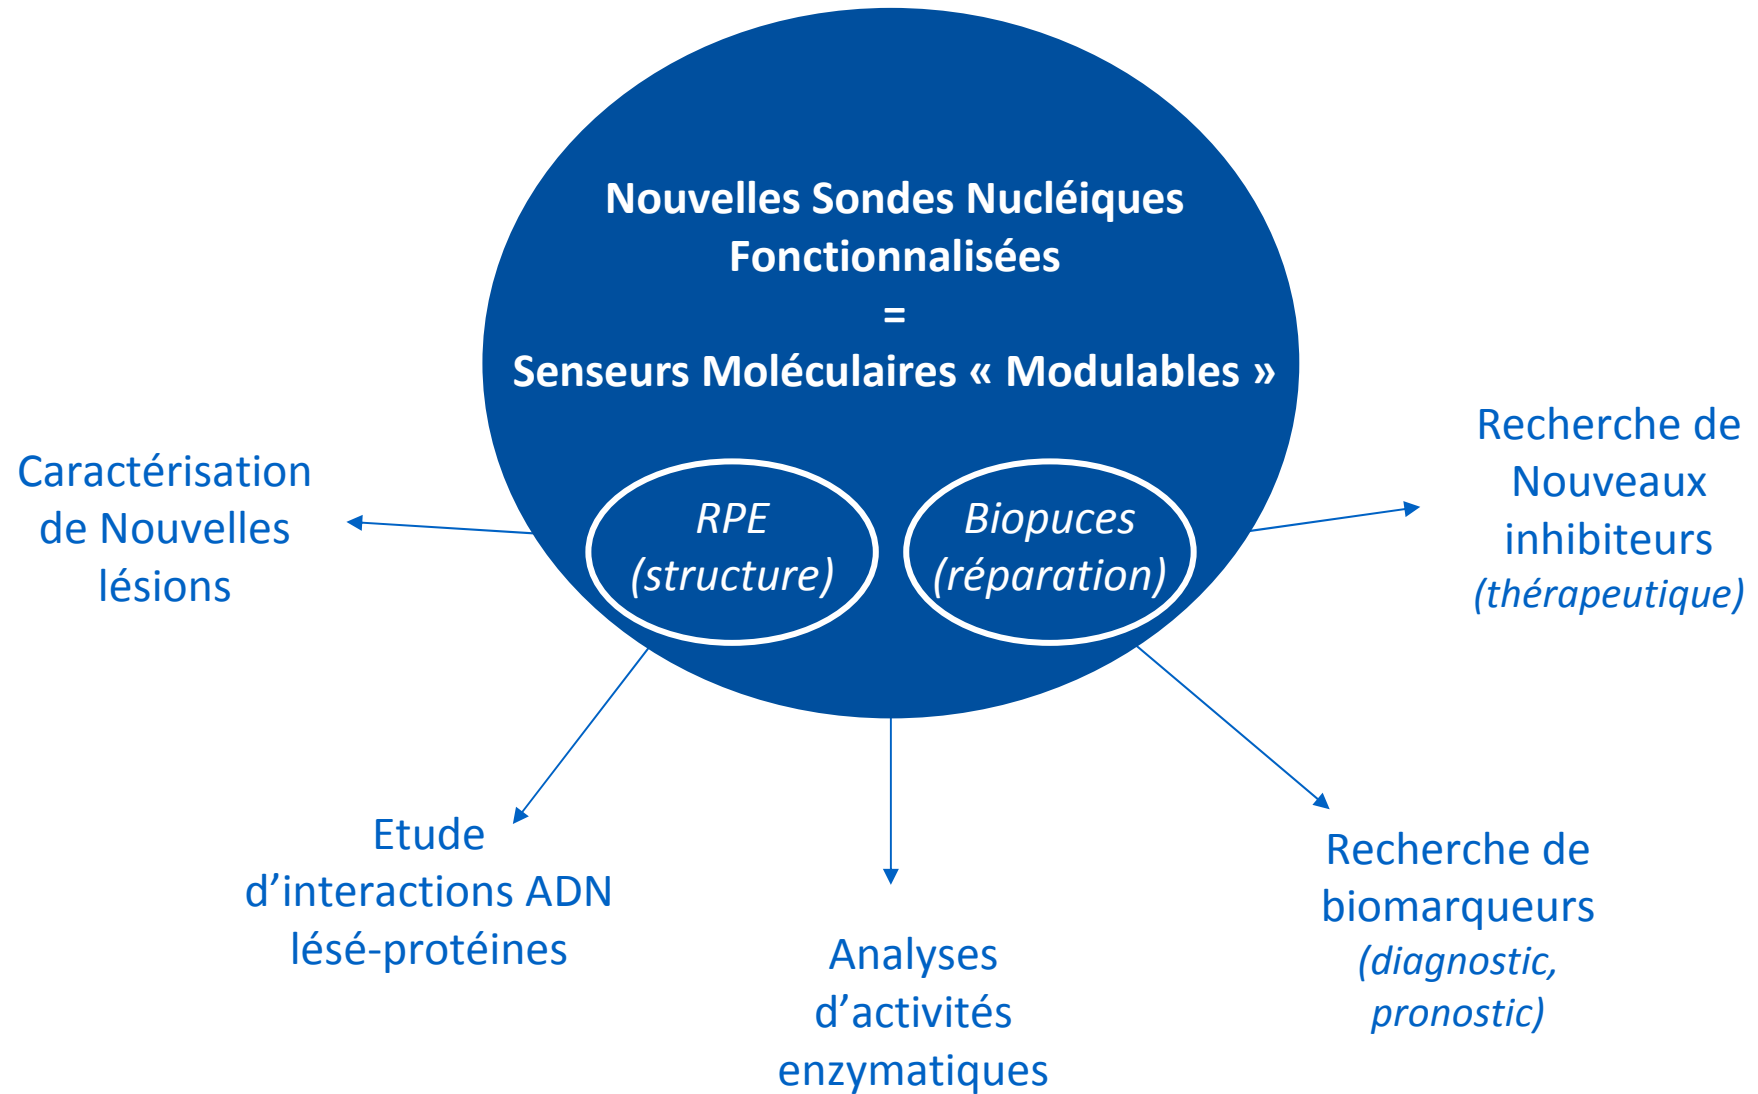 Nouvelles Sondes Nucléiques
Fonctionnalisées
=
Senseurs Moléculaires « Modulables »
RPE
(structure)
Biopuces
(réparation)
Caractérisation
de Nouvelles
lésions
Etude
d’interactions ADN
lésé-protéines
Analyses
d’activités
enzymatiques
Recherche de
biomarqueurs
(diagnostic,
pronostic)
Recherche de
Nouveaux
inhibiteurs
(thérapeutique)